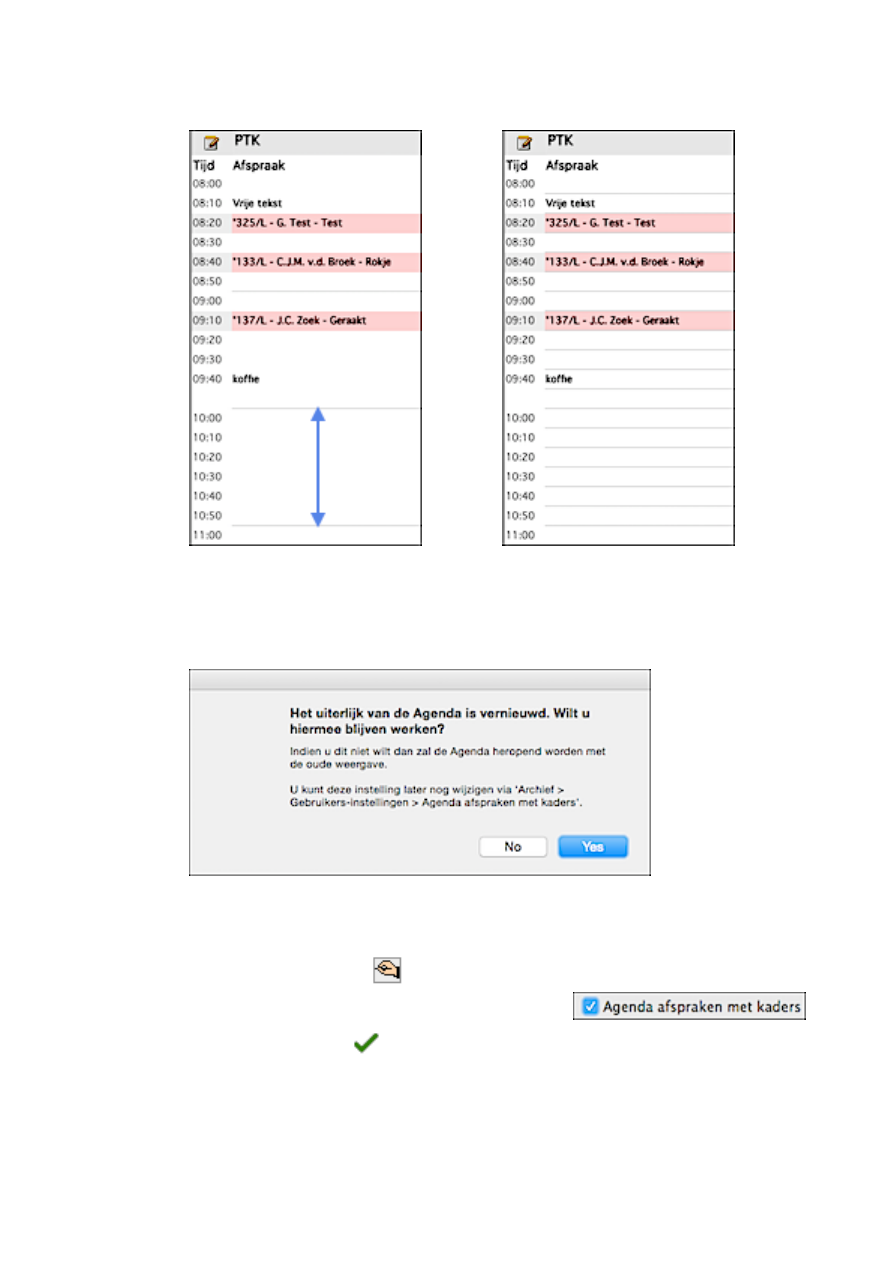 PTK
Tijd Afspraak
08:00
08:10 Vrije tekst
08:20 *325/L - G. Test - Test
08:30
08:40 *133/L - C.J.M. v.d. Broek - Rokje
08:50
09:00
09:10 *137/L - J.C. Zoek - Geraakt
09:20
09:30
09:40 koffie
10:00
10:10
10:20
10:30
10:40
10:50
11:00
PTK
Tijd Afspraak
08:00
08:10 Vrije tekst
08:20 *325/L - G. Test - Test
08:30
08:40 *133/L - C.J.M. v.d. Broek - Rokje
08:50
09:00
09:10 *137/L - J.C. Zoek - Geraakt
09:20
09:30
09:40 koffie
10:00
10:10
10:20
10:30
10:40
10:50
11:00
Het uiterlijk van de Agenda is vernieuwd. Wilt u
hiermee blijven werken?
Indien u dit niet wilt dan zal de Agenda heropend worden met
de oude weergave.
U kunt deze instelling later nog wijzigen via 'Archief >
Gebruikers-instellingen > Agenda afspraken met kaders'.
No Yes
Agenda afspraken met kaders